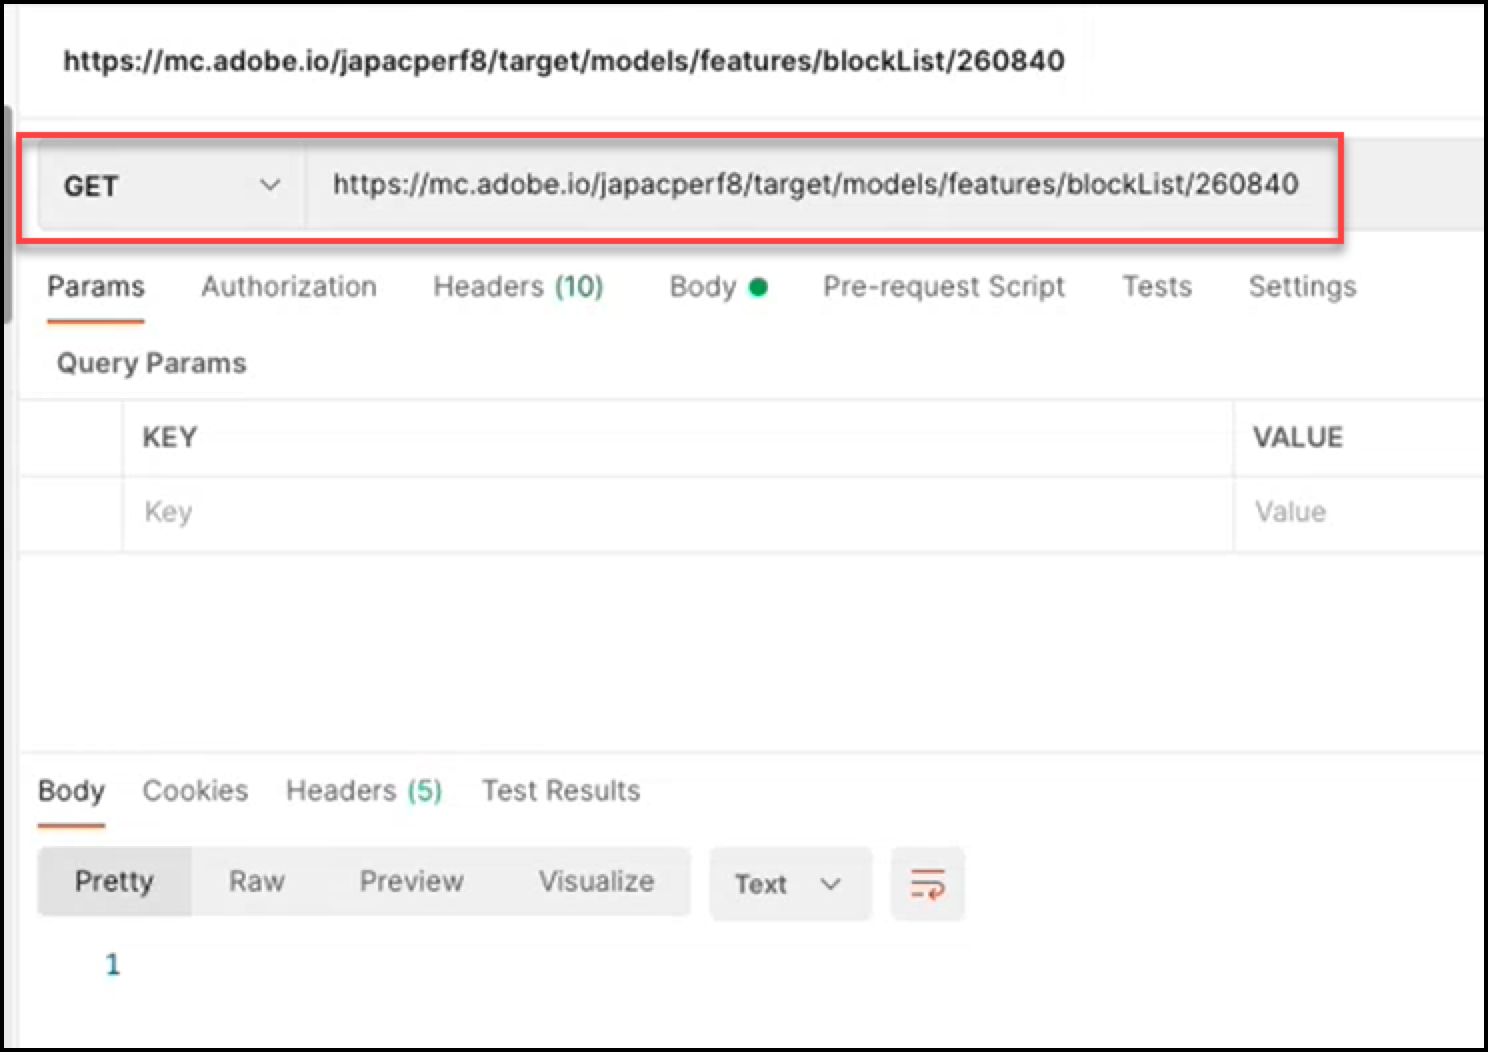 https://mc.adobe.io/japacperf8/target/models/features/blockList/260840
GET https://mc.adobe.io/japacperf8/target/models/features/blockList/260840
Params Authorization Headers (10) Body Pre-request Script Tests Settings
Query Params
KEY VALUE
Key Value
Body Cookies Headers (5) Test Results
Pretty Raw Preview Visualize Text
1